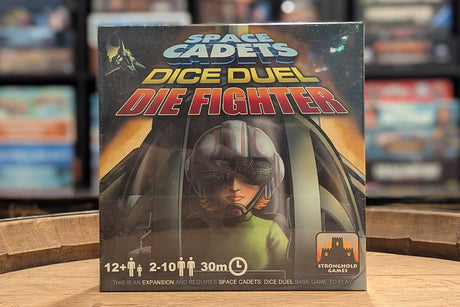 SPACE
CADETS
DICE DUEL
DIE FIGHTER
12+ 2-10 30m
STRONGHOLD
GAMES
THIS IS AN EXPANSION AND REQUIRES SPACE CADETS: DICE DUEL BASE GAME TO PLAY